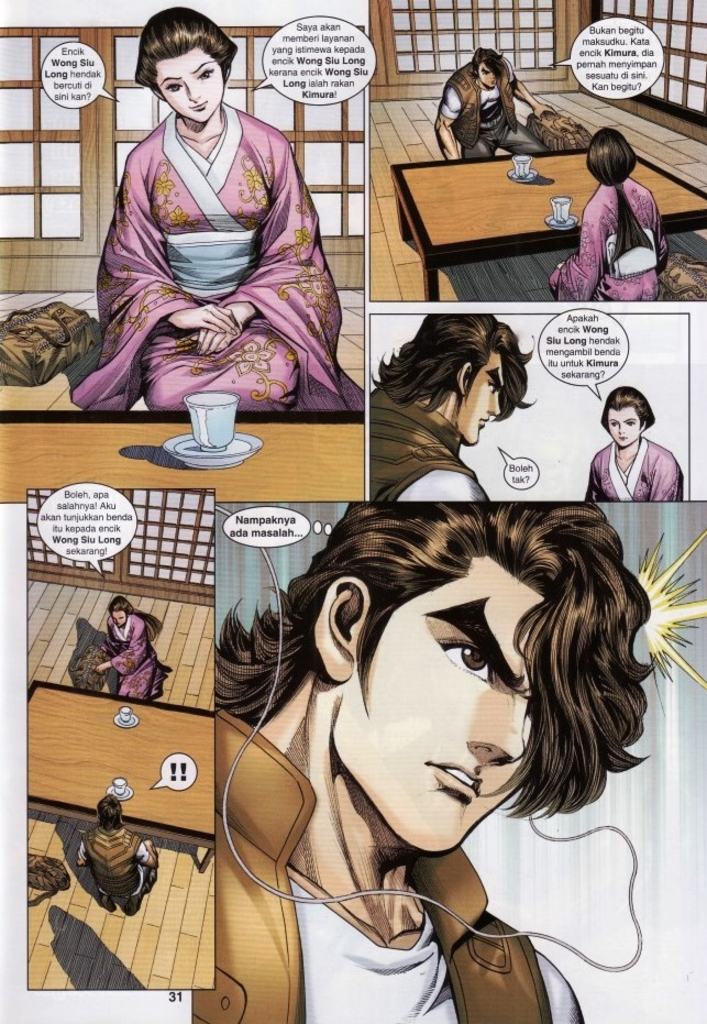 Encik
Wong Siu
Long hendak
bercuti di
sini kan?
Saya akan
memberi layanan
yang istimewa kepada
encik Wong Siu Long
kerana encik Wong Siu
Long ialah rakan
Kimura!
Bukan begitu
maksudku. Kata
encik Kimura, dia
pernah menyimpan
sesuatu di sini.
Kan begitu?
Apakah
encik Wong
Siu Long hendak
mengambil benda
itu untuk Kimura
sekarang?
Boleh
tak?
Boleh, apa
salahnya! Aku
akan tunjukkan benda
itu kepada encik
Wong Siu Long
sekarang!
!!
Nampaknya
ada masalah...
31